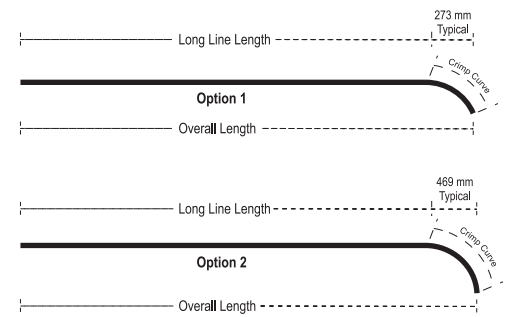 273 mm
Typical
Long Line Length
Crimp Curve
Option 1
Overall Length
469 mm
Typical
Long Line Length
Crimp Curve
Option 2
Overall Length